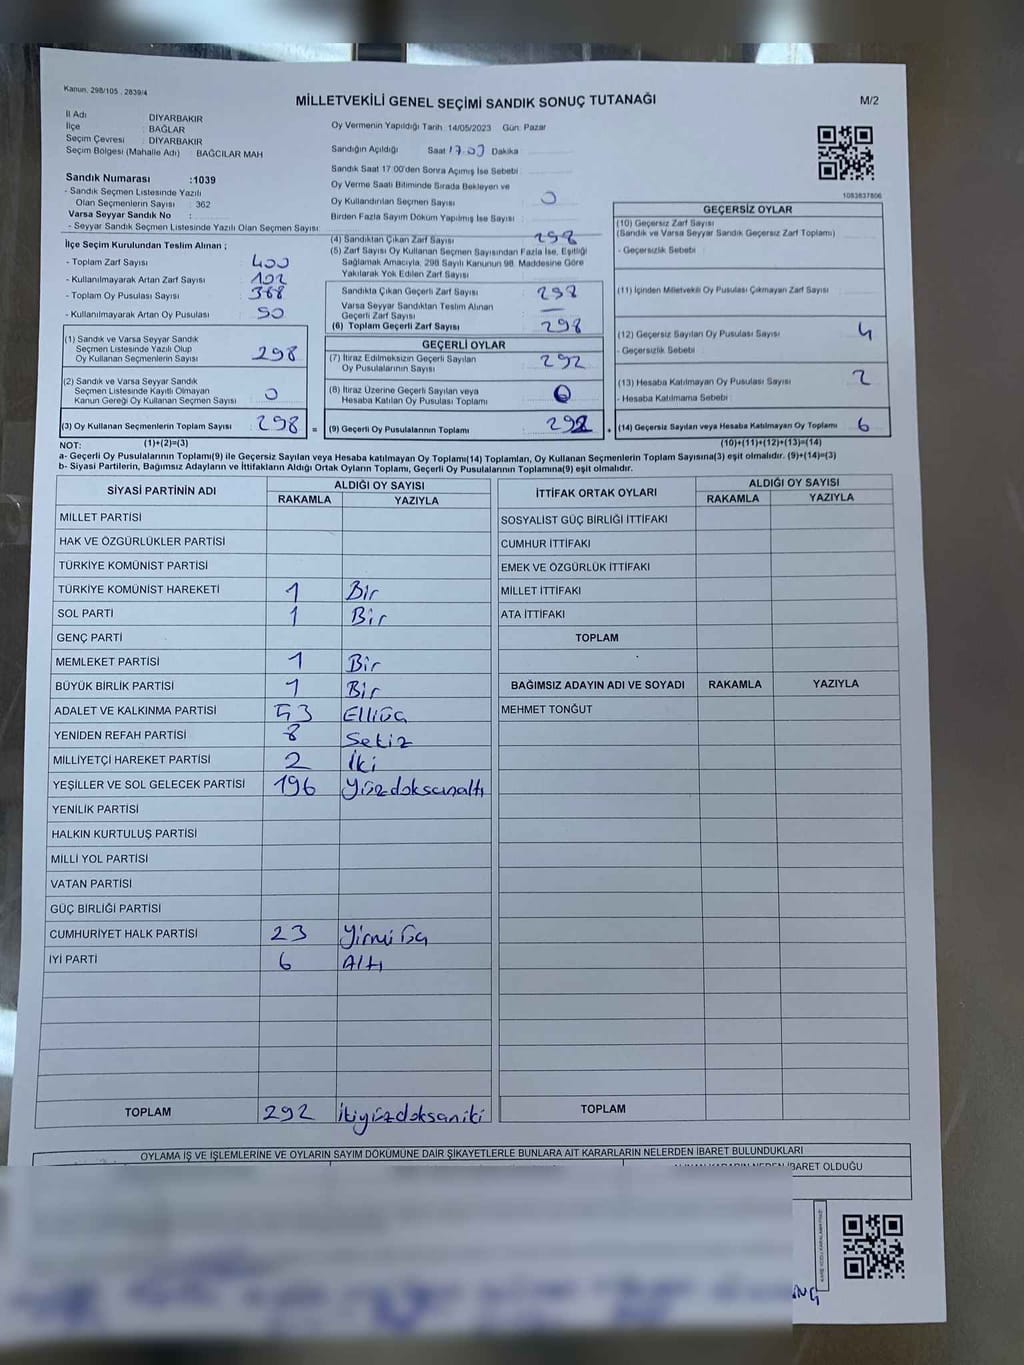 Kanun. 298/105 , 2839/4
MİLLETVEKİLİ GENEL SEÇİMİ SANDIK SONUÇ TUTANAĞI
M/2
İl Adı DİYARBAKIR
İlçe : BAĞLAR
Seçim Çevresi : DİYARBAKIR
Seçim Bölgesi (Mahalle Adı) : BAĞCILAR MAH
Sandık Numarası :1039
- Sandık Seçmen Listesinde Yazılı
Olan Seçmenlerin Sayısı : 362
Varsa Seyyar Sandık No :
- Seyyar Sandık Seçmen Listesinde Yazılı Olan Seçmen Sayısı:
İlçe Seçim Kurulundan Teslim Alınan ;
- Toplam Zarf Sayısı 400
- Kullanılmayarak Artan Zarf Sayısı 102
- Toplam Oy Pusulası Sayısı 388
- Kullanılmayarak Artan Oy Pusulası 90
(1) Sandık ve Varsa Seyyar Sandık
Seçmen Listesinde Yazılı Olup
Oy Kullanan Seçmenlerin Sayısı 298
(2) Sandık ve Varsa Seyyar Sandık
Seçmen Listesinde Kayıtlı Olmayan
Kanun Gereği Oy Kullanan Seçmen Sayısı 0
(3) Oy Kullanan Seçmenlerin Toplam Sayısı 298 =
Oy Vermenin Yapıldığı Tarih: 14/05/2023 Gün: Pazar
Sandığın Açıldığı Saat 17.00 Dakika
Sandık Saat 17:00'den Sonra Açımış İse Sebebi
Oy Verme Saati Bitiminde Sırada Bekleyen ve
Oy Kullandırılan Seçmen Sayısı 0
Birden Fazla Sayım Döküm Yapılmış İse Sayısı :
(4) Sandıktan Çıkan Zarf Sayısı 298
(5) Zarf Sayısı Oy Kullanan Seçmen Sayısından Fazla İse, Eşitliği
Sağlamak Amacıyla, 298 Sayılı Kanunun 98. Maddesine Göre
Yakılarak Yok Edilen Zarf Sayısı
Sandıkta Çıkan Geçerli Zarf Sayısı 298
Varsa Seyyar Sandıktan Teslim Alınan
Geçerli Zarf Sayısı —
(6) Toplam Geçerli Zarf Sayısı 298
GEÇERLİ OYLAR
(7) İtiraz Edilmeksizin Geçerli Sayılan
Oy Pusulalarının Sayısı 292
(8) İtiraz Üzerine Geçerli Sayılan veya
Hesaba Katılan Oy Pusulası Toplamı 0
(9) Geçerli Oy Pusulalarının Toplamı 292 +
1083837806
GEÇERSİZ OYLAR
(10) Geçersiz Zarf Sayısı
(Sandık ve Varsa Seyyar Sandık Geçersiz Zarf Toplamı)
- Geçersizlik Sebebi
(11) İçinden Milletvekili Oy Pusulası Çıkmayan Zarf Sayısı
(12) Geçersiz Sayılan Oy Pusulası Sayısı 4
- Geçersizlik Sebebi
(13) Hesaba Katılmayan Oy Pusulası Sayısı 2
- Hesaba Katılmama Sebebi
(14) Geçersiz Sayılan veya Hesaba Katılmayan Oy Toplamı 6
NOT: (1)+(2)=(3) (10)+(11)+(12)+(13)=(14)
a- Geçerli Oy Pusulalarının Toplamı(9) ile Geçersiz Sayılan veya Hesaba katılmayan Oy Toplamı(14) Toplamları, Oy Kullanan Seçmenlerin Toplam Sayısına(3) eşit olmalıdır. (9)+(14)=(3)
b- Siyasi Partilerin, Bağımsız Adayların ve İttifakların Aldığı Ortak Oyların Toplamı, Geçerli Oy Pusulalarının Toplamına(9) eşit olmalıdır.
SİYASİ PARTİNİN ADI ALDIĞI OY SAYISI
RAKAMLA YAZIYLA
MİLLET PARTİSİ
HAK VE ÖZGÜRLÜKLER PARTİSİ
TÜRKİYE KOMÜNİST PARTİSİ
TÜRKİYE KOMÜNİST HAREKETİ 1 Bir
SOL PARTİ 1 Bir
GENÇ PARTİ
MEMLEKET PARTİSİ 1 Bir
BÜYÜK BİRLİK PARTİSİ 1 Bir
ADALET VE KALKINMA PARTİSİ 53 Elliüç
YENİDEN REFAH PARTİSİ 8 Sekiz
MİLLİYETÇİ HAREKET PARTİSİ 2 İki
YEŞİLLER VE SOL GELECEK PARTİSİ 196 Yüzdoksanaltı
YENİLİK PARTİSİ
HALKIN KURTULUŞ PARTİSİ
MİLLİ YOL PARTİSİ
VATAN PARTİSİ
GÜÇ BİRLİĞİ PARTİSİ
CUMHURİYET HALK PARTİSİ 23 Yirmi üç
İYİ PARTİ 6 Altı
TOPLAM 292 İkiyüzdoksaniki
İTTİFAK ORTAK OYLARI ALDIĞI OY SAYISI
RAKAMLA YAZIYLA
SOSYALİST GÜÇ BİRLİĞİ İTTİFAKI
CUMHUR İTTİFAKI
EMEK VE ÖZGÜRLÜK İTTİFAKI
MİLLET İTTİFAKI
ATA İTTİFAKI
TOPLAM
BAĞIMSIZ ADAYIN ADI VE SOYADI RAKAMLA YAZIYLA
MEHMET TONĞUT
TOPLAM
OYLAMA İŞ VE İŞLEMLERİNE VE OYLARIN SAYIM DÖKÜMÜNE DAİR ŞİKAYETLERLE BUNLARA AİT KARARLARIN NELERDEN İBARET BULUNDUKLARI
İBARET OLDUĞU